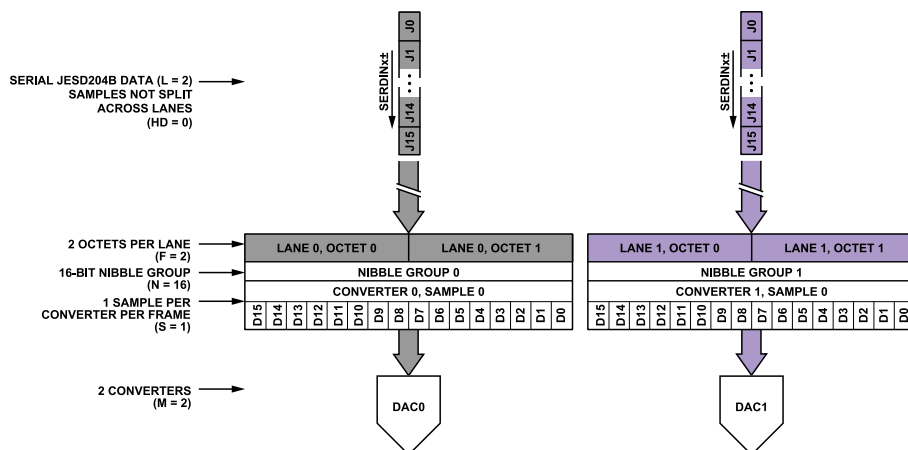 SERIAL JESD204B DATA (L = 2)
SAMPLES NOT SPLIT
ACROSS LANES
(HD = 0)
SERDINx±
J0
J1
J14
J15
SERDINx±
J0
J1
J14
J15
2 OCTETS PER LANE
(F = 2)
LANE 0, OCTET 0
LANE 0, OCTET 1
LANE 1, OCTET 0
LANE 1, OCTET 1
16-BIT NIBBLE GROUP
(N = 16)
NIBBLE GROUP 0
NIBBLE GROUP 1
CONVERTER 0, SAMPLE 0
CONVERTER 1, SAMPLE 0
1 SAMPLE PER
CONVERTER PER FRAME
(S = 1)
D15 D14 D13 D12 D11 D10 D9 D8 D7 D6 D5 D4 D3 D2 D1 D0
D15 D14 D13 D12 D11 D10 D9 D8 D7 D6 D5 D4 D3 D2 D1 D0
2 CONVERTERS
(M = 2)
DAC0
DAC1